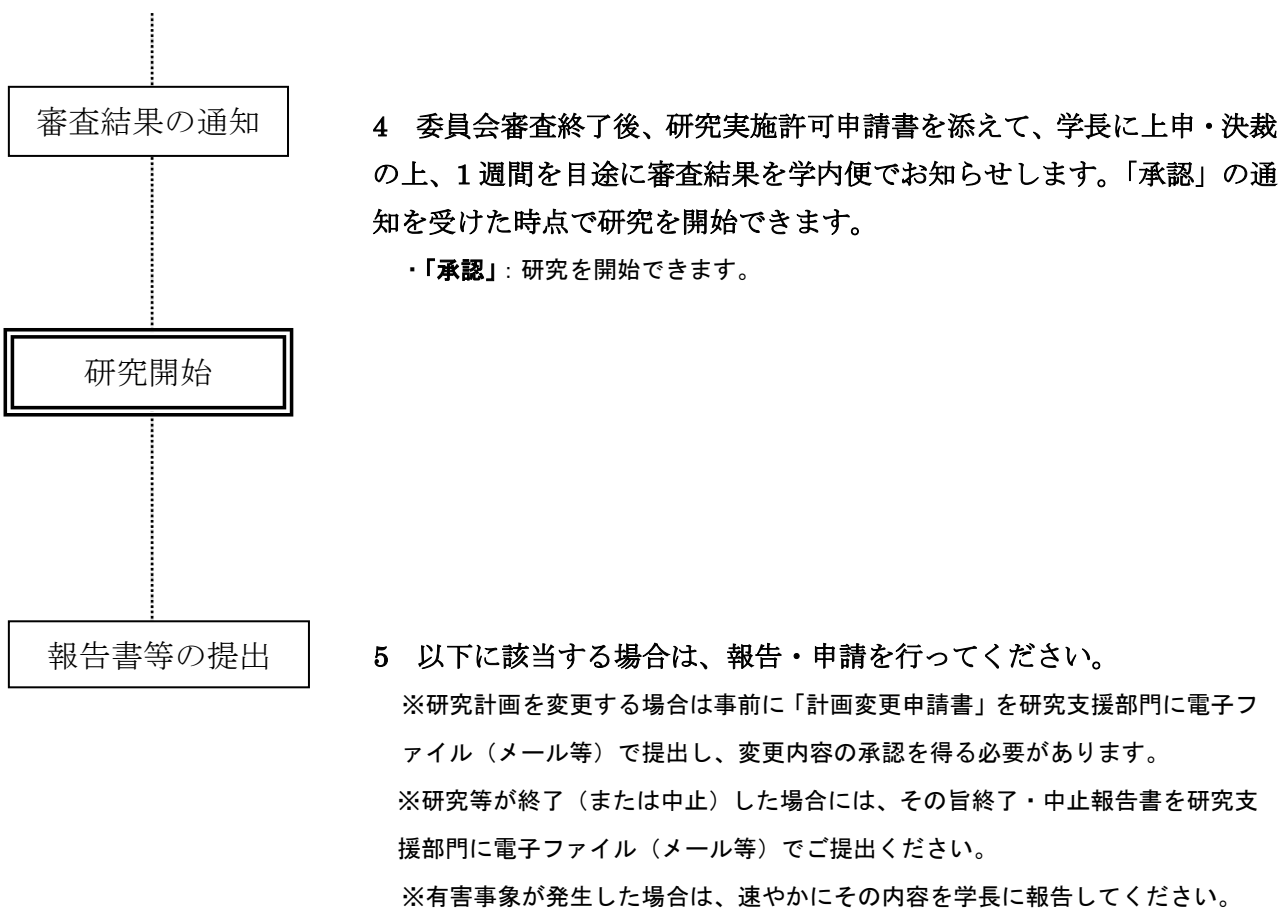 審査結果の通知
4 委員会審査終了後、研究実施許可申請書を添えて、学長に上申・決裁
の上、1週間を目途に審査結果を学内便でお知らせします。「承認」の通
知を受けた時点で研究を開始できます。
・「承認」: 研究を開始できます。
研究開始
報告書等の提出
5 以下に該当する場合は、報告・申請を行ってください。
※研究計画を変更する場合は事前に「計画変更申請書」を研究支援部門に電子フ
ァイル（メール等）で提出し、変更内容の承認を得る必要があります。
※研究等が終了（または中止）した場合には、その旨終了・中止報告書を研究支
援部門に電子ファイル（メール等）でご提出ください。
※有害事象が発生した場合は、速やかにその内容を学長に報告してください。